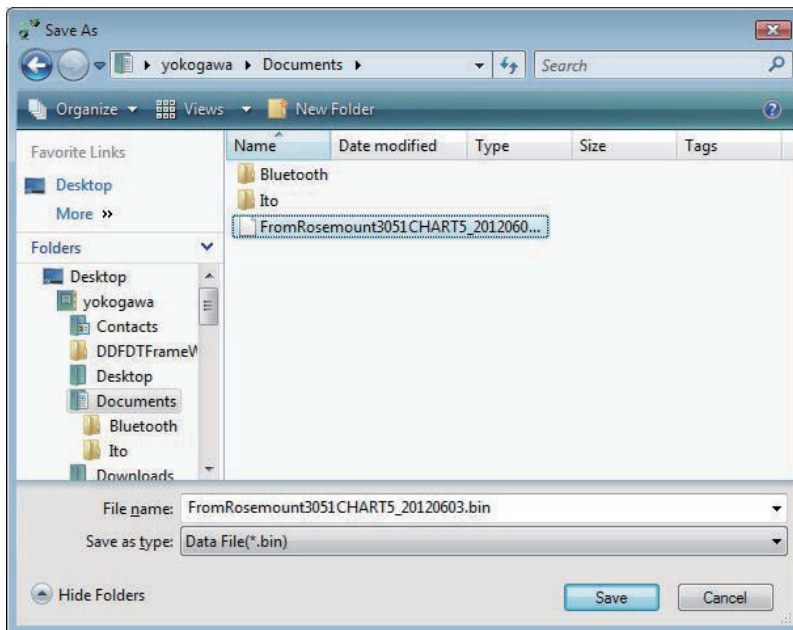 Save As
yokogawa Documents
Search
Organize Views New Folder
Favorite Links
Desktop
More »
Folders
Desktop
yokogawa
Contacts
DDFDTFrameW
Desktop
Documents
Bluetooth
Ito
Downloads
Name Date modified Type Size Tags
Bluetooth
Ito
FromRosemount3051CHART5_2012060...
File name: FromRosemount3051CHART5_20120603.bin
Save as type: Data File(*.bin)
Hide Folders Save Cancel